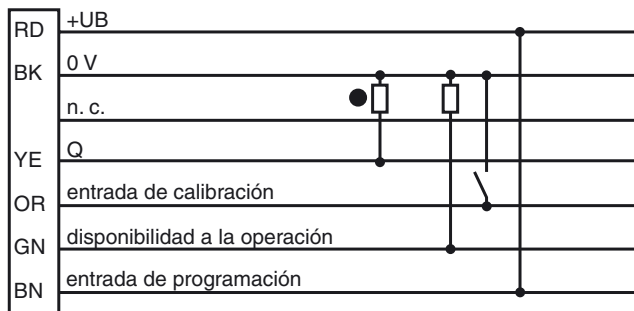 RD +UB
BK 0 V
n. c.
YE Q
OR entrada de calibración
GN disponibilidad a la operación
BN entrada de programación